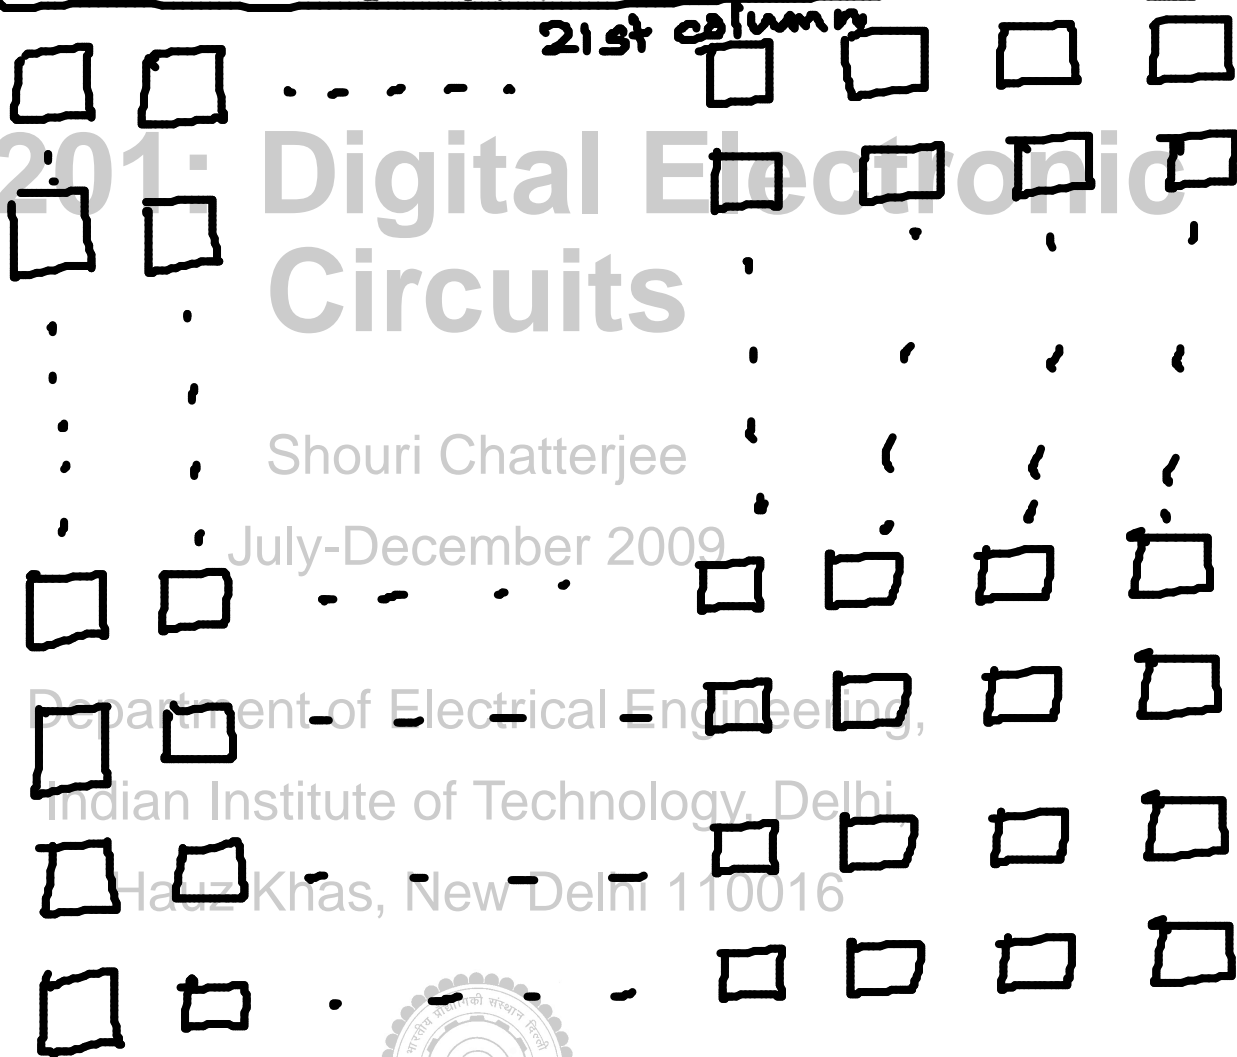 21st column
201: Digital Electronic
Circuits
Shouri Chatterjee
July-December 2009
Department of Electrical Engineering,
Indian Institute of Technology, Delhi,
Hauz Khas, New Delhi 110016